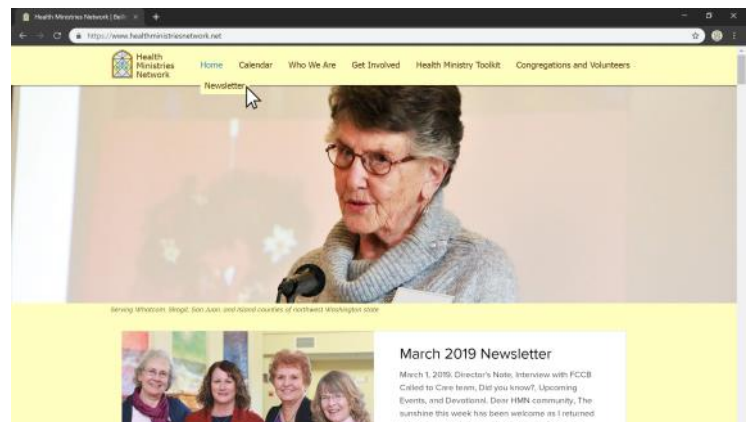 Health Ministries Network | Belli
https://www.healthministriesnetwork.net
Health
Ministries
Network
Home Calendar Who We Are Get Involved Health Ministry Toolkit Congregations and Volunteers
Newsletter
Serving Whatcom, Skagit, San Juan, and Island counties of northwest Washington state
March 2019 Newsletter
March 1, 2019. Director's Note, Interview with FCCB
Called to Care team, Did you know?, Upcoming
Events, and Devotional. Dear HMN community, The
sunshine this week has been welcome as I returned